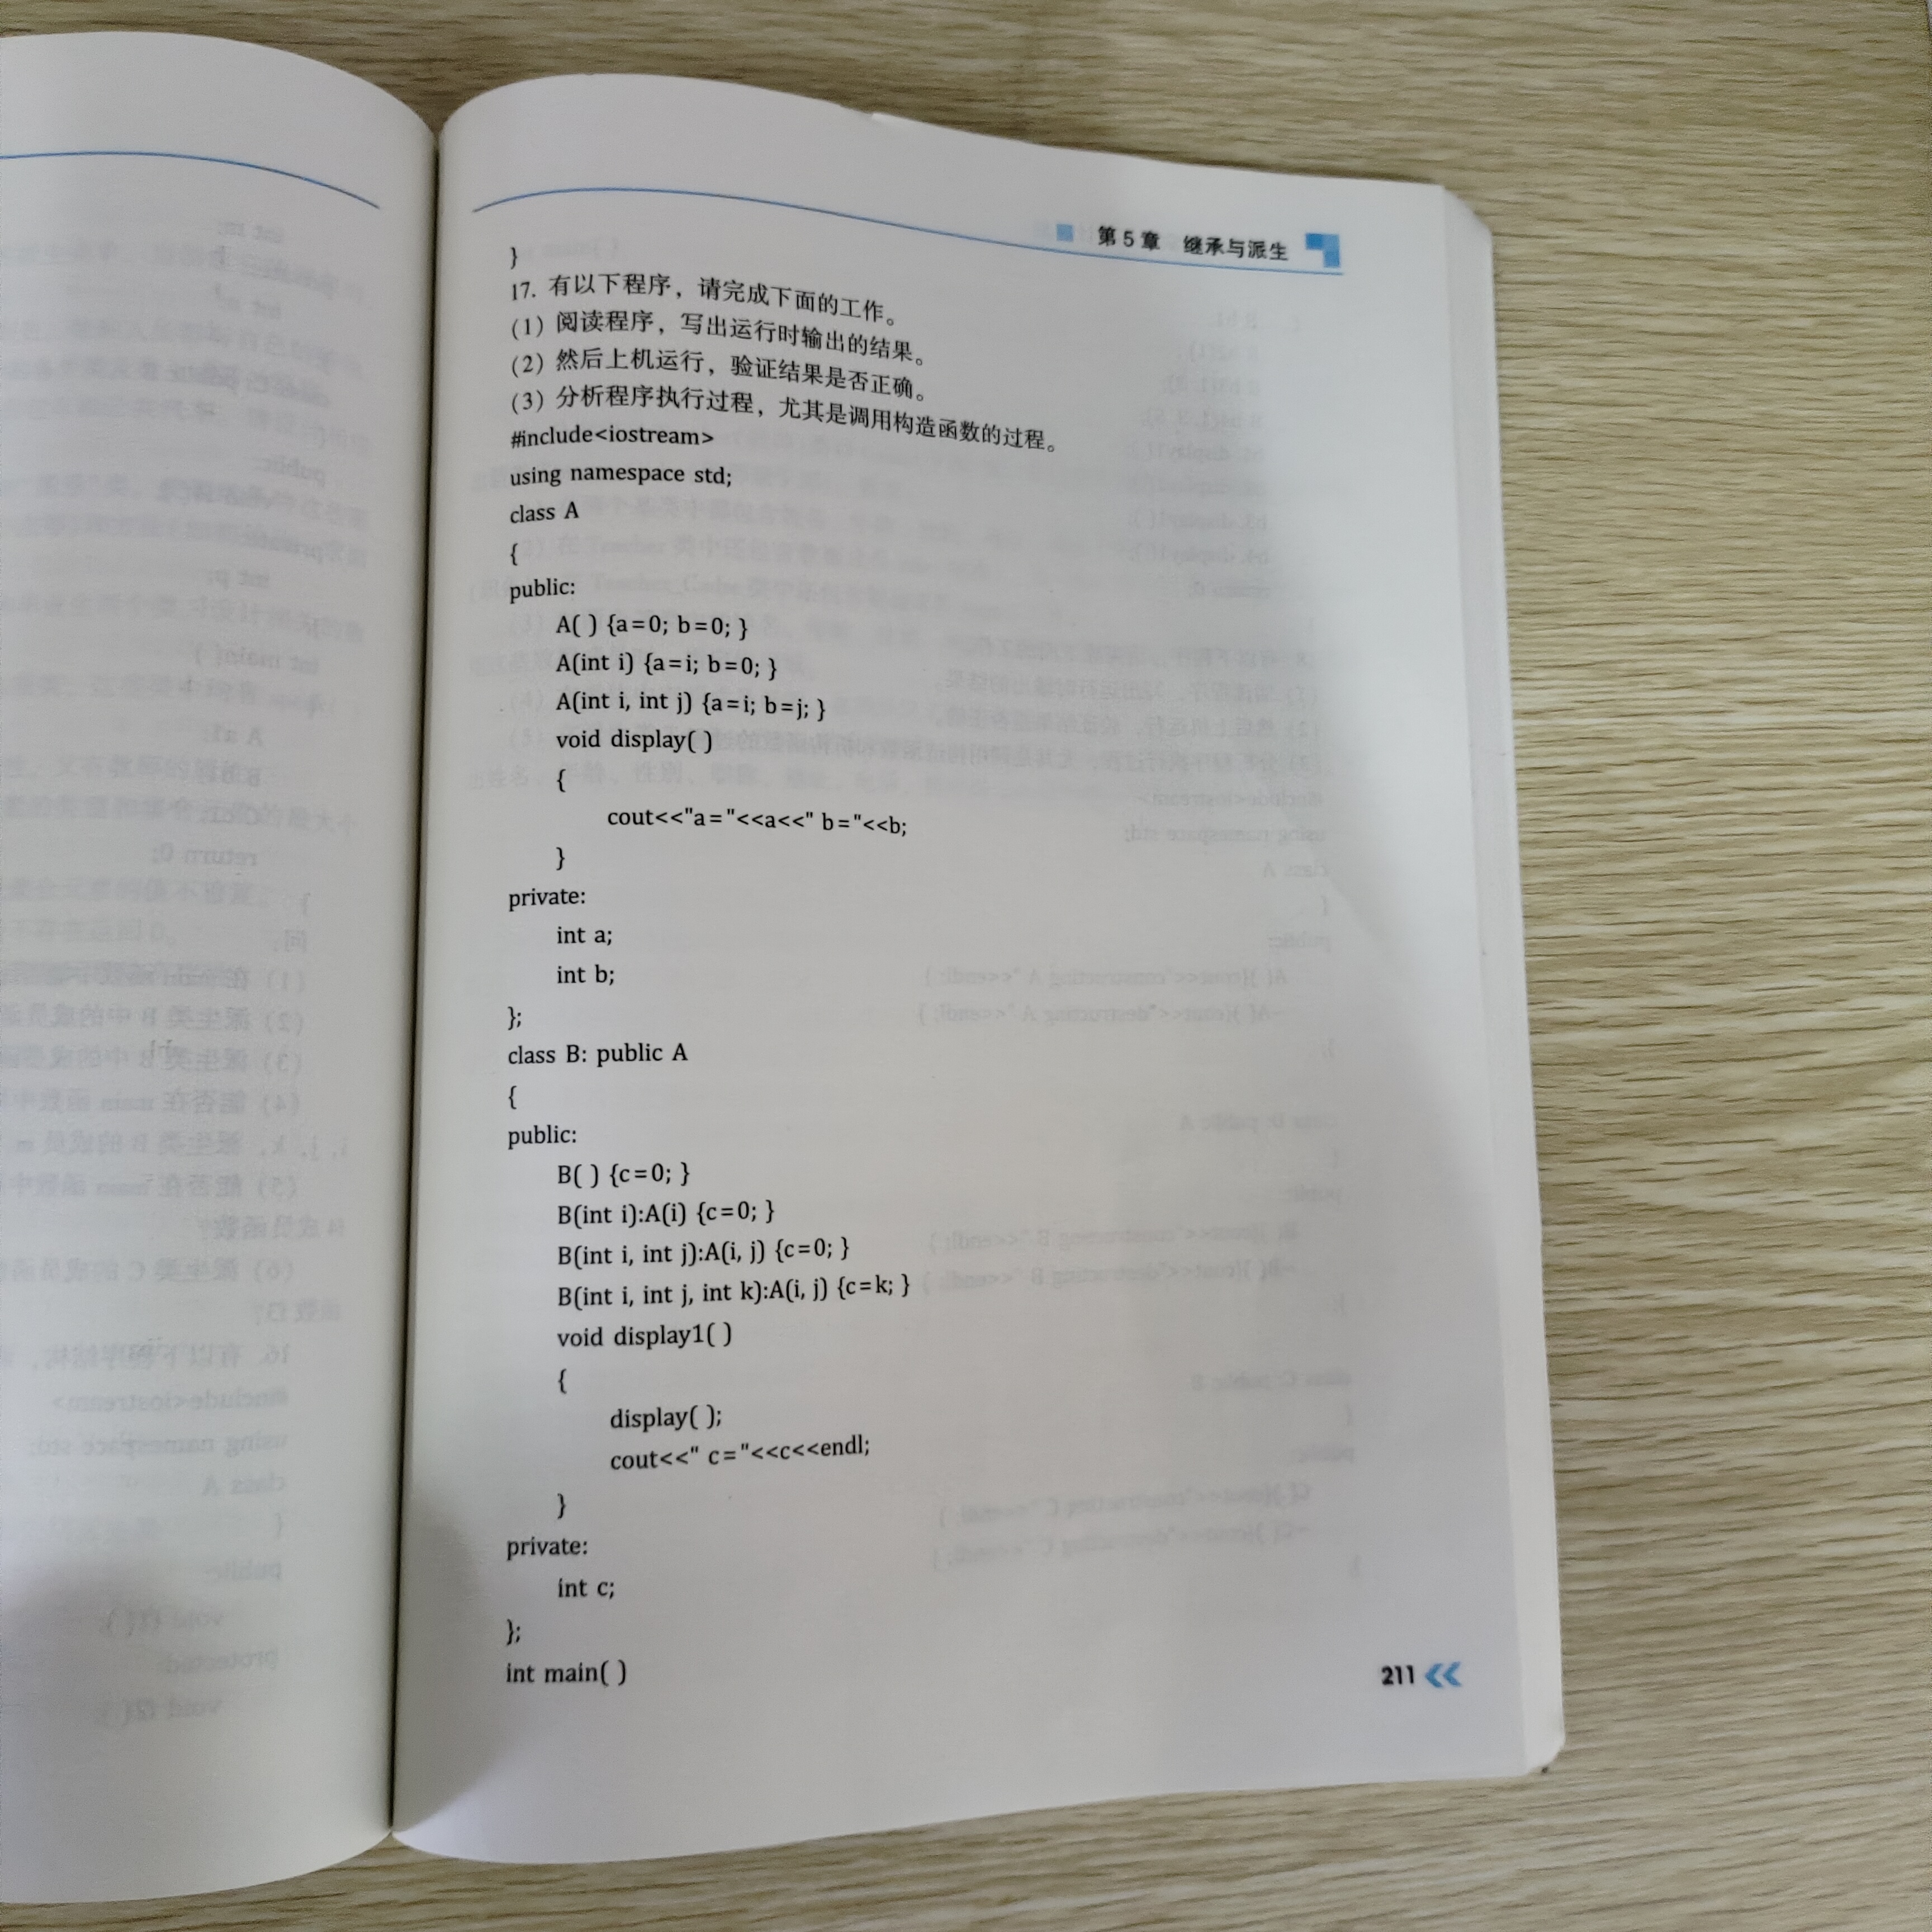 第5章 继承与派生
}
17. 有以下程序，请完成下面的工作。
(1) 阅读程序，写出运行时输出的结果。
(2) 然后上机运行，验证结果是否正确。
(3) 分析程序执行过程，尤其是调用构造函数的过程。
#include<iostream>
using namespace std;
class A
{
public:
A( ) {a=0; b=0; }
A(int i) {a=i; b=0; }
A(int i, int j) {a=i; b=j; }
void display( )
{
cout<<"a="<<a<<" b="<<b;
}
private:
int a;
int b;
};
class B: public A
{
public:
B( ) {c=0; }
B(int i):A(i) {c=0; }
B(int i, int j):A(i, j) {c=0; }
B(int i, int j, int k):A(i, j) {c=k; }
void display1( )
{
display( );
cout<<" c="<<c<<endl;
}
private:
int c;
};
int main( )
211